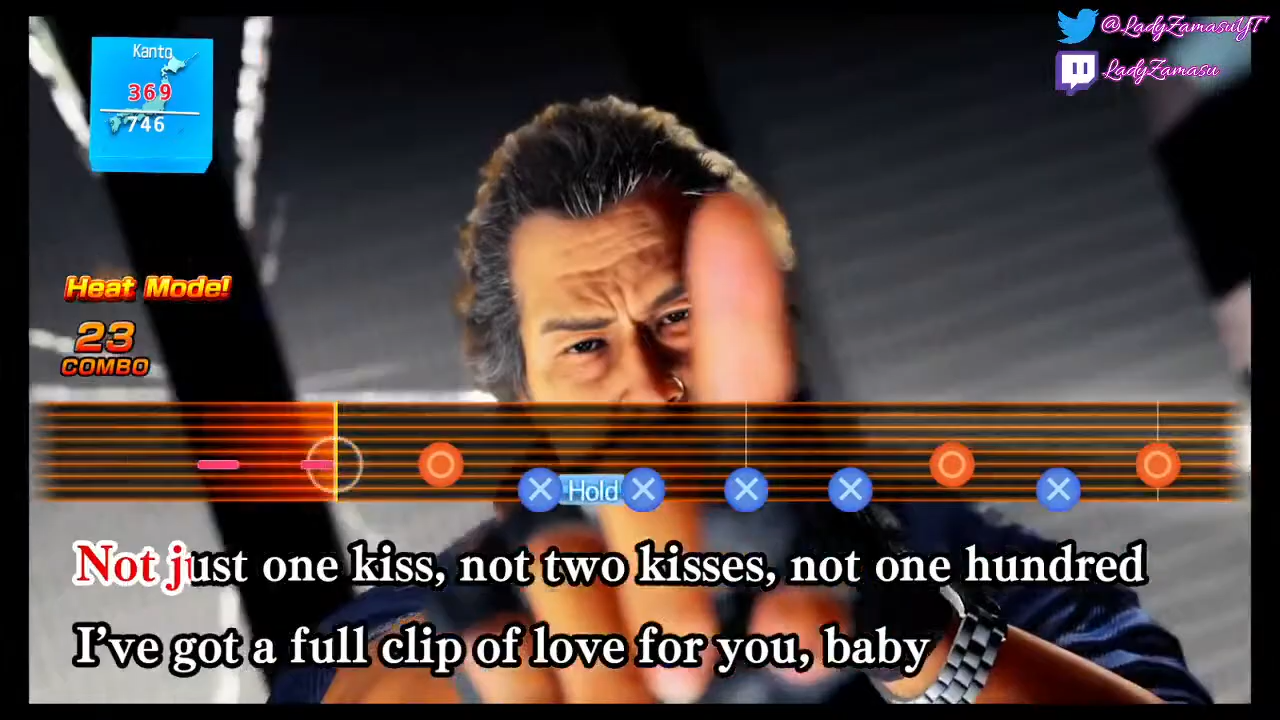 @LadyZamasuYT
LadyZamasu
Kanto
369
746
Heat Mode!
23
COMBO
Hold
Not just one kiss, not two kisses, not one hundred
I've got a full clip of love for you, baby